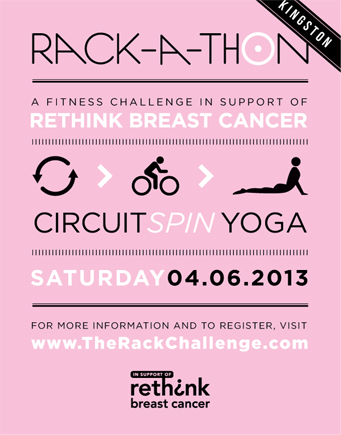 KINGSTON
RACK-A-THON
A FITNESS CHALLENGE IN SUPPORT OF
RETHINK BREAST CANCER
CIRCUIT SPIN YOGA
SATURDAY 04.06.2013
FOR MORE INFORMATION AND TO REGISTER, VISIT
www.TheRackChallenge.com
IN SUPPORT OF
rethink
breast cancer